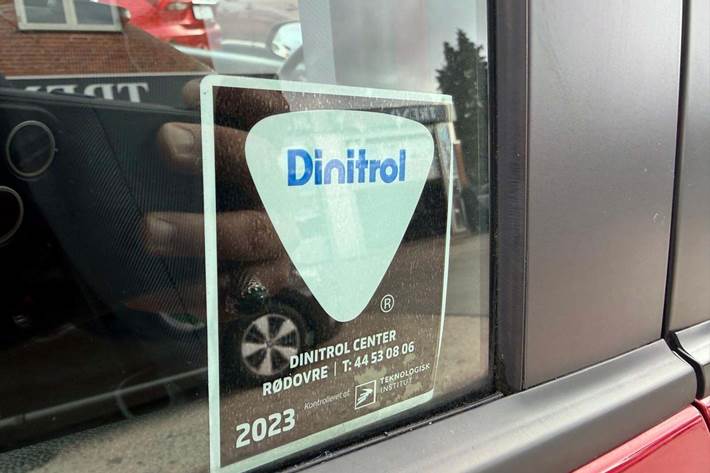 Dinitrol
®
DINITROL CENTER
RØDOVRE | T: 44 53 08 06
Kontrolleret af TEKNOLOGISK
INSTITUT
2023